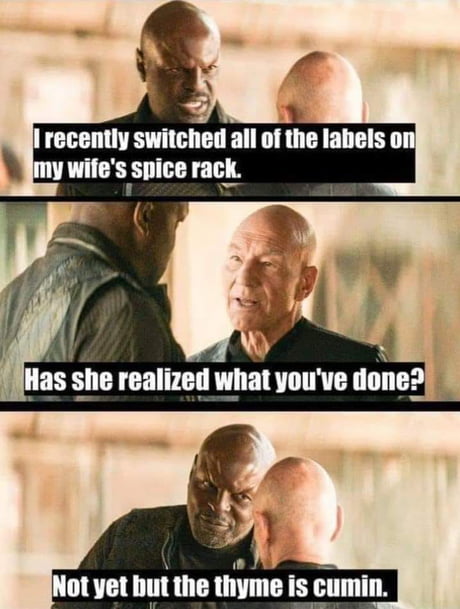 I recently switched all of the labels on
my wife's spice rack.
Has she realized what you've done?
Not yet but the thyme is cumin.